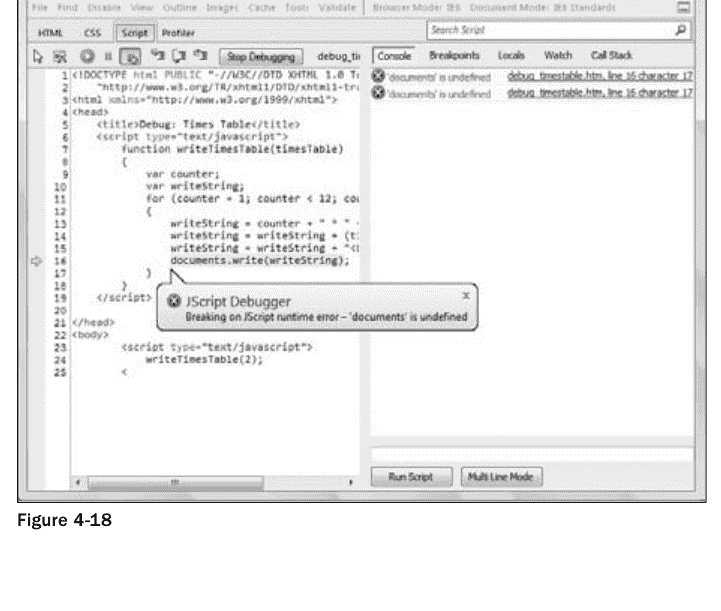 File Find Disable View Outline Images Cache Tools Validate Browser Mode: IE8 Document Mode: IE8 Standards
HTML CSS Script Profiler Search Script
Stop Debugging debug_tin Console Breakpoints Locals Watch Call Stack
1 <!DOCTYPE html PUBLIC "-//W3C//DTD XHTML 1.0 Tr
2 "http://www.w3.org/TR/xhtml1/DTD/xhtml1-tra
3 <html xmlns="http://www.w3.org/1999/xhtml">
4 <head>
5 <title>Debug: Times Table</title>
6 <script type="text/javascript">
7 function writeTimesTable(timesTable)
8 {
9 var counter;
10 var writeString;
11 for (counter = 1; counter < 12; cou
12 {
13 writeString = counter + " * " +
14 writeString = writeString + (t
15 writeString = writeString + "<
16 documents.write(writeString);
17 }
18 }
19 </script>
20
21 </head>
22 <body>
23 <script type="text/javascript">
24 writeTimesTable(2);
25 <
'documents' is undefined debug_timestable.htm, line 16 character 17
'documents' is undefined debug_timestable.htm, line 16 character 17
JScript Debugger x
Breaking on JScript runtime error – 'documents' is undefined
Run Script Multi Line Mode
Figure 4-18